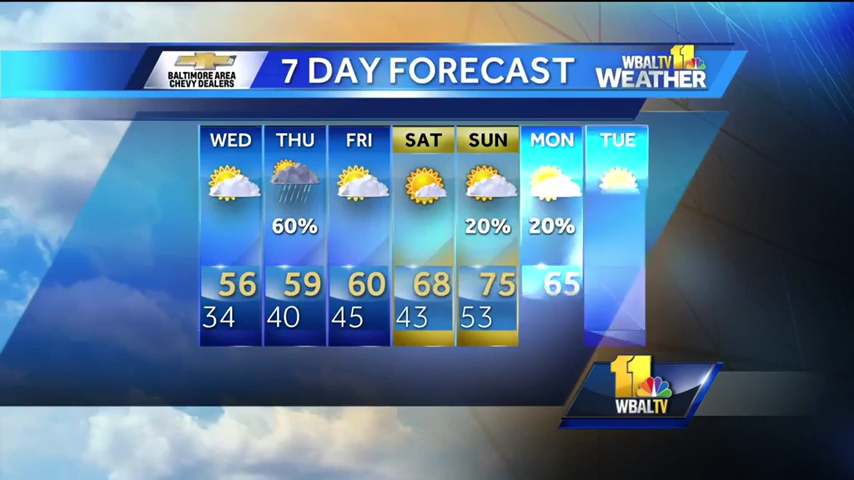 BALTIMORE AREA
CHEVY DEALERS
7 DAY FORECAST
WBALTV 11
WEATHER
WED THU FRI SAT SUN MON TUE
60% 20% 20%
56 59 60 68 75 65
34 40 45 43 53
11
WBALTV